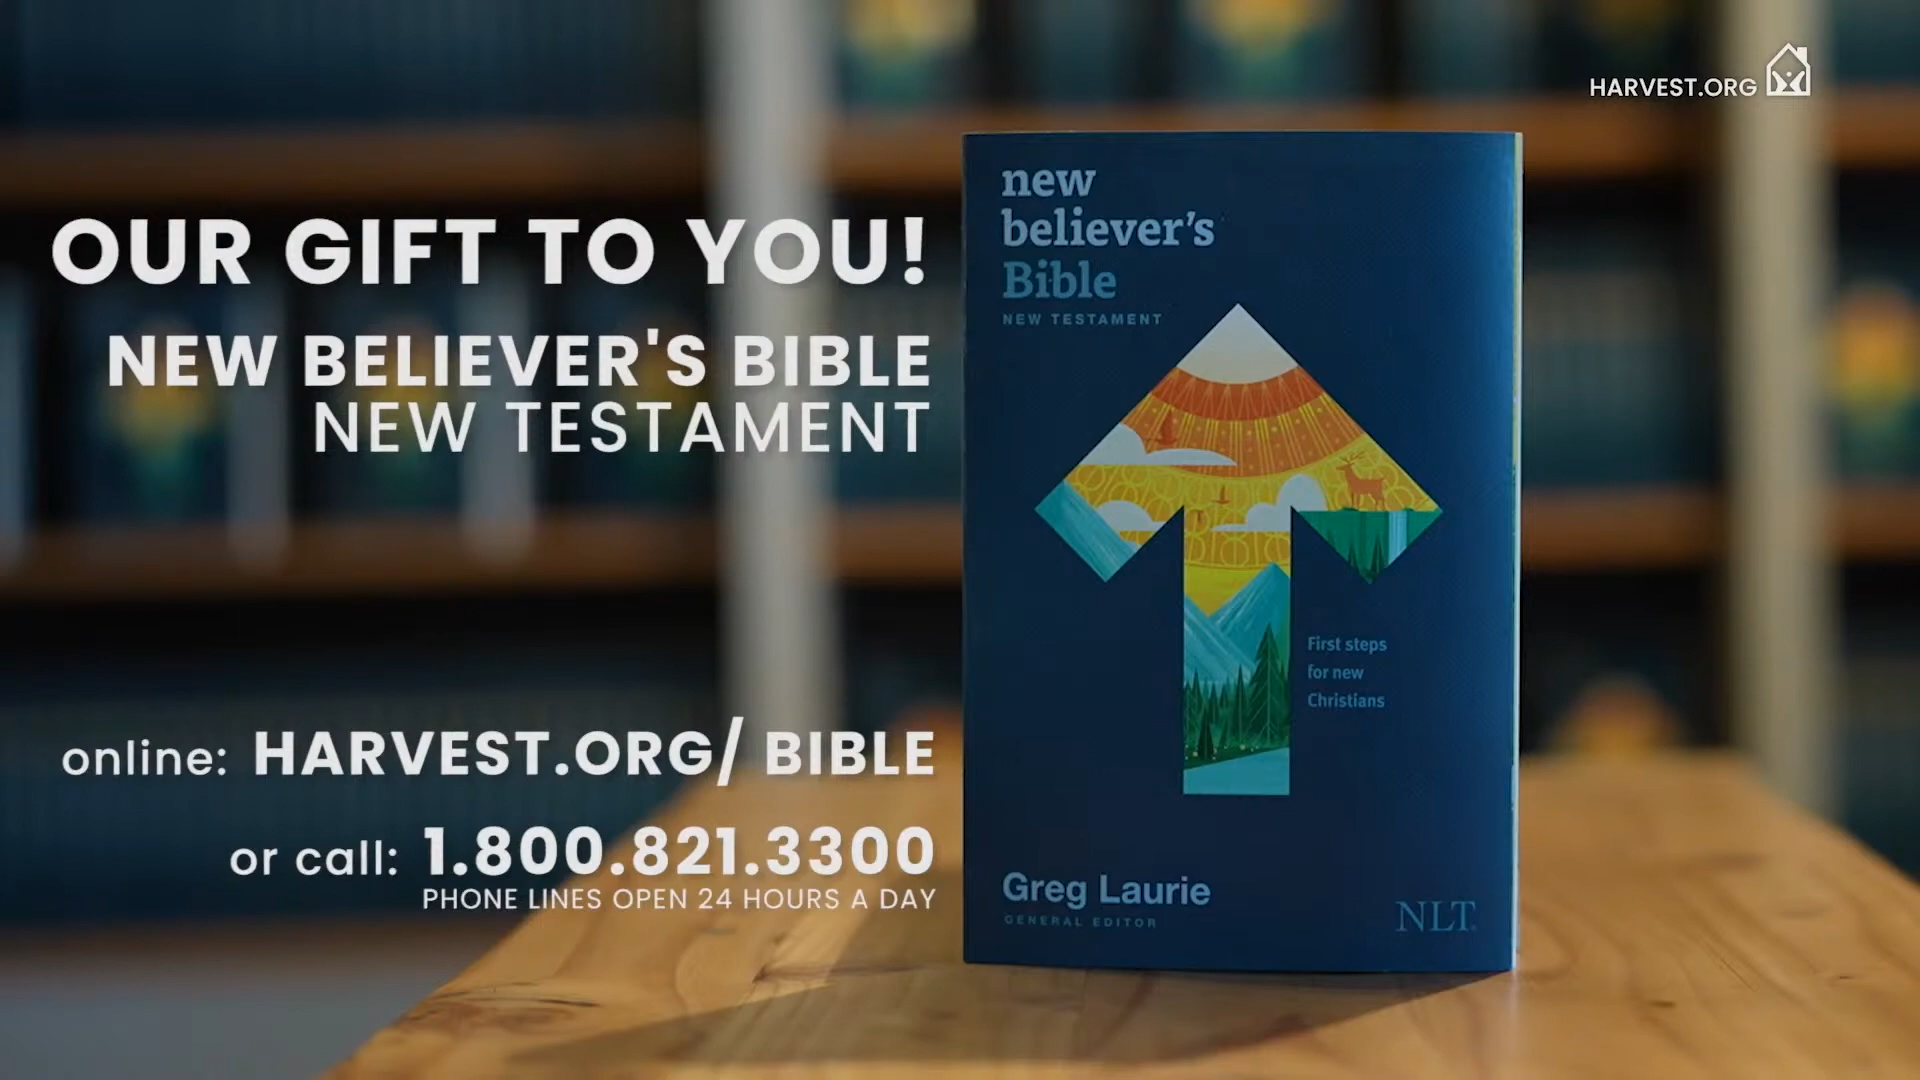 HARVEST.ORG
OUR GIFT TO YOU!
NEW BELIEVER'S BIBLE
NEW TESTAMENT
online: HARVEST.ORG/ BIBLE
or call: 1.800.821.3300
PHONE LINES OPEN 24 HOURS A DAY
new
believer's
Bible
NEW TESTAMENT
First steps
for new
Christians
Greg Laurie
GENERAL EDITOR
NLT